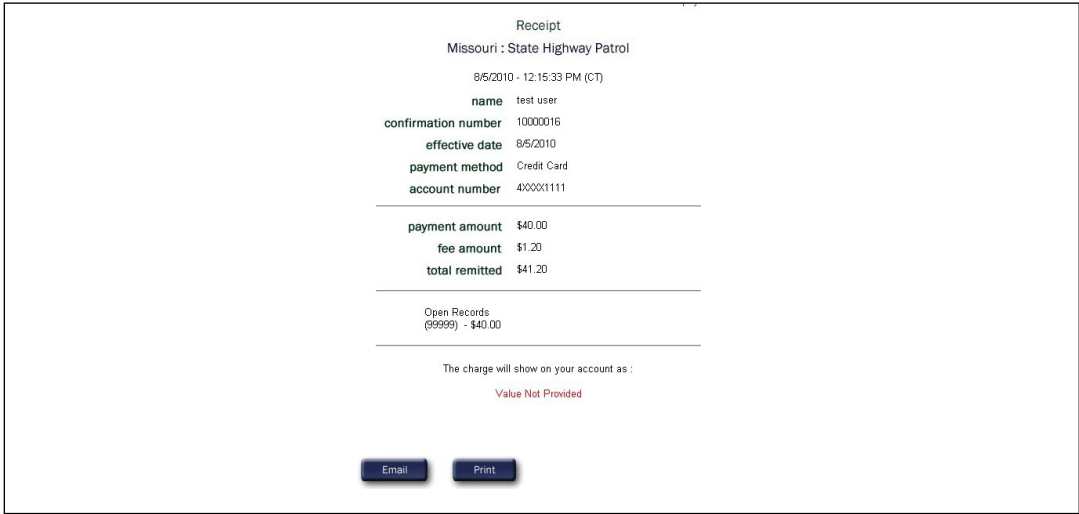 Receipt
Missouri : State Highway Patrol
8/5/2010 - 12:15:33 PM (CT)
name test user
confirmation number 10000016
effective date 8/5/2010
payment method Credit Card
account number 4XXXX1111
payment amount $40.00
fee amount $1.20
total remitted $41.20
Open Records
(99999) - $40.00
The charge will show on your account as :
Value Not Provided
Email Print